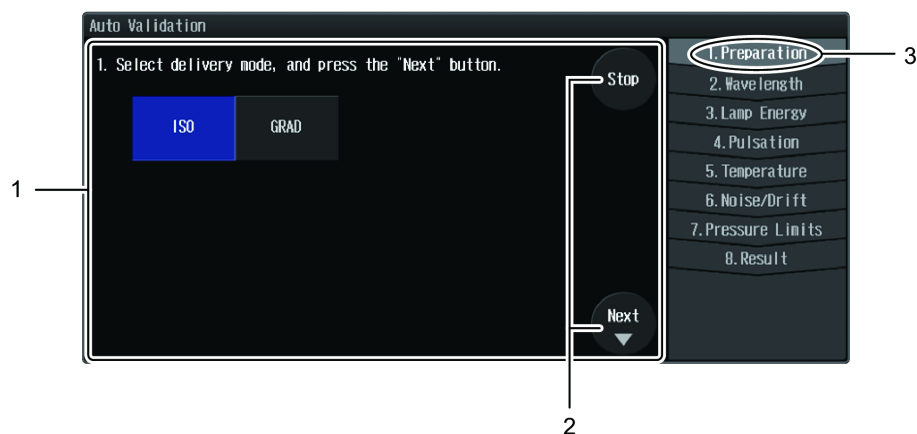 Auto Validation
1. Select delivery mode, and press the "Next" button.
ISO
GRAD
Stop
Next
1.Preparation
2.Wavelength
3.Lamp Energy
4.Pulsation
5.Temperature
6.Noise/Drift
7.Pressure Limits
8.Result
1
2
3